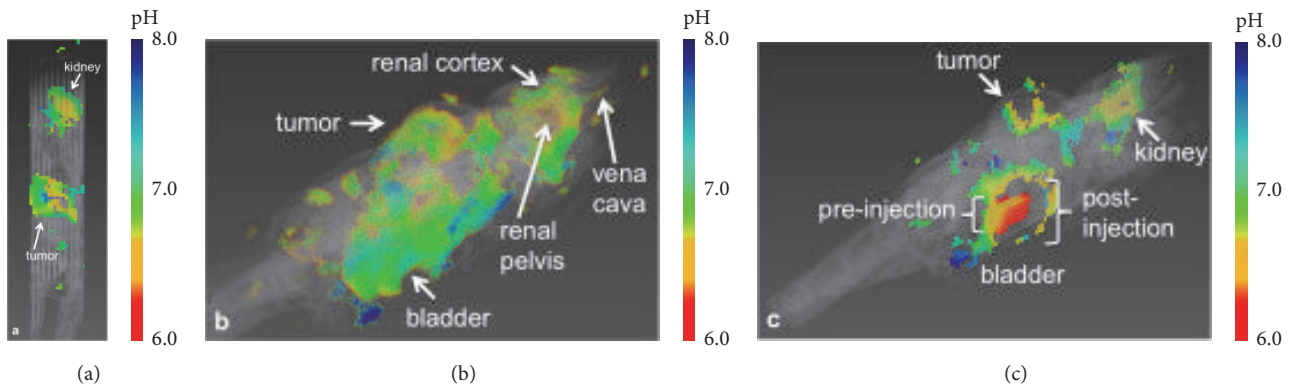 pH
8.0
7.0
6.0
kidney
tumor
a
(a)
pH
8.0
7.0
6.0
renal cortex
tumor
vena
cava
renal
pelvis
bladder
b
(b)
pH
8.0
7.0
6.0
tumor
kidney
pre-injection
post-
injection
bladder
c
(c)